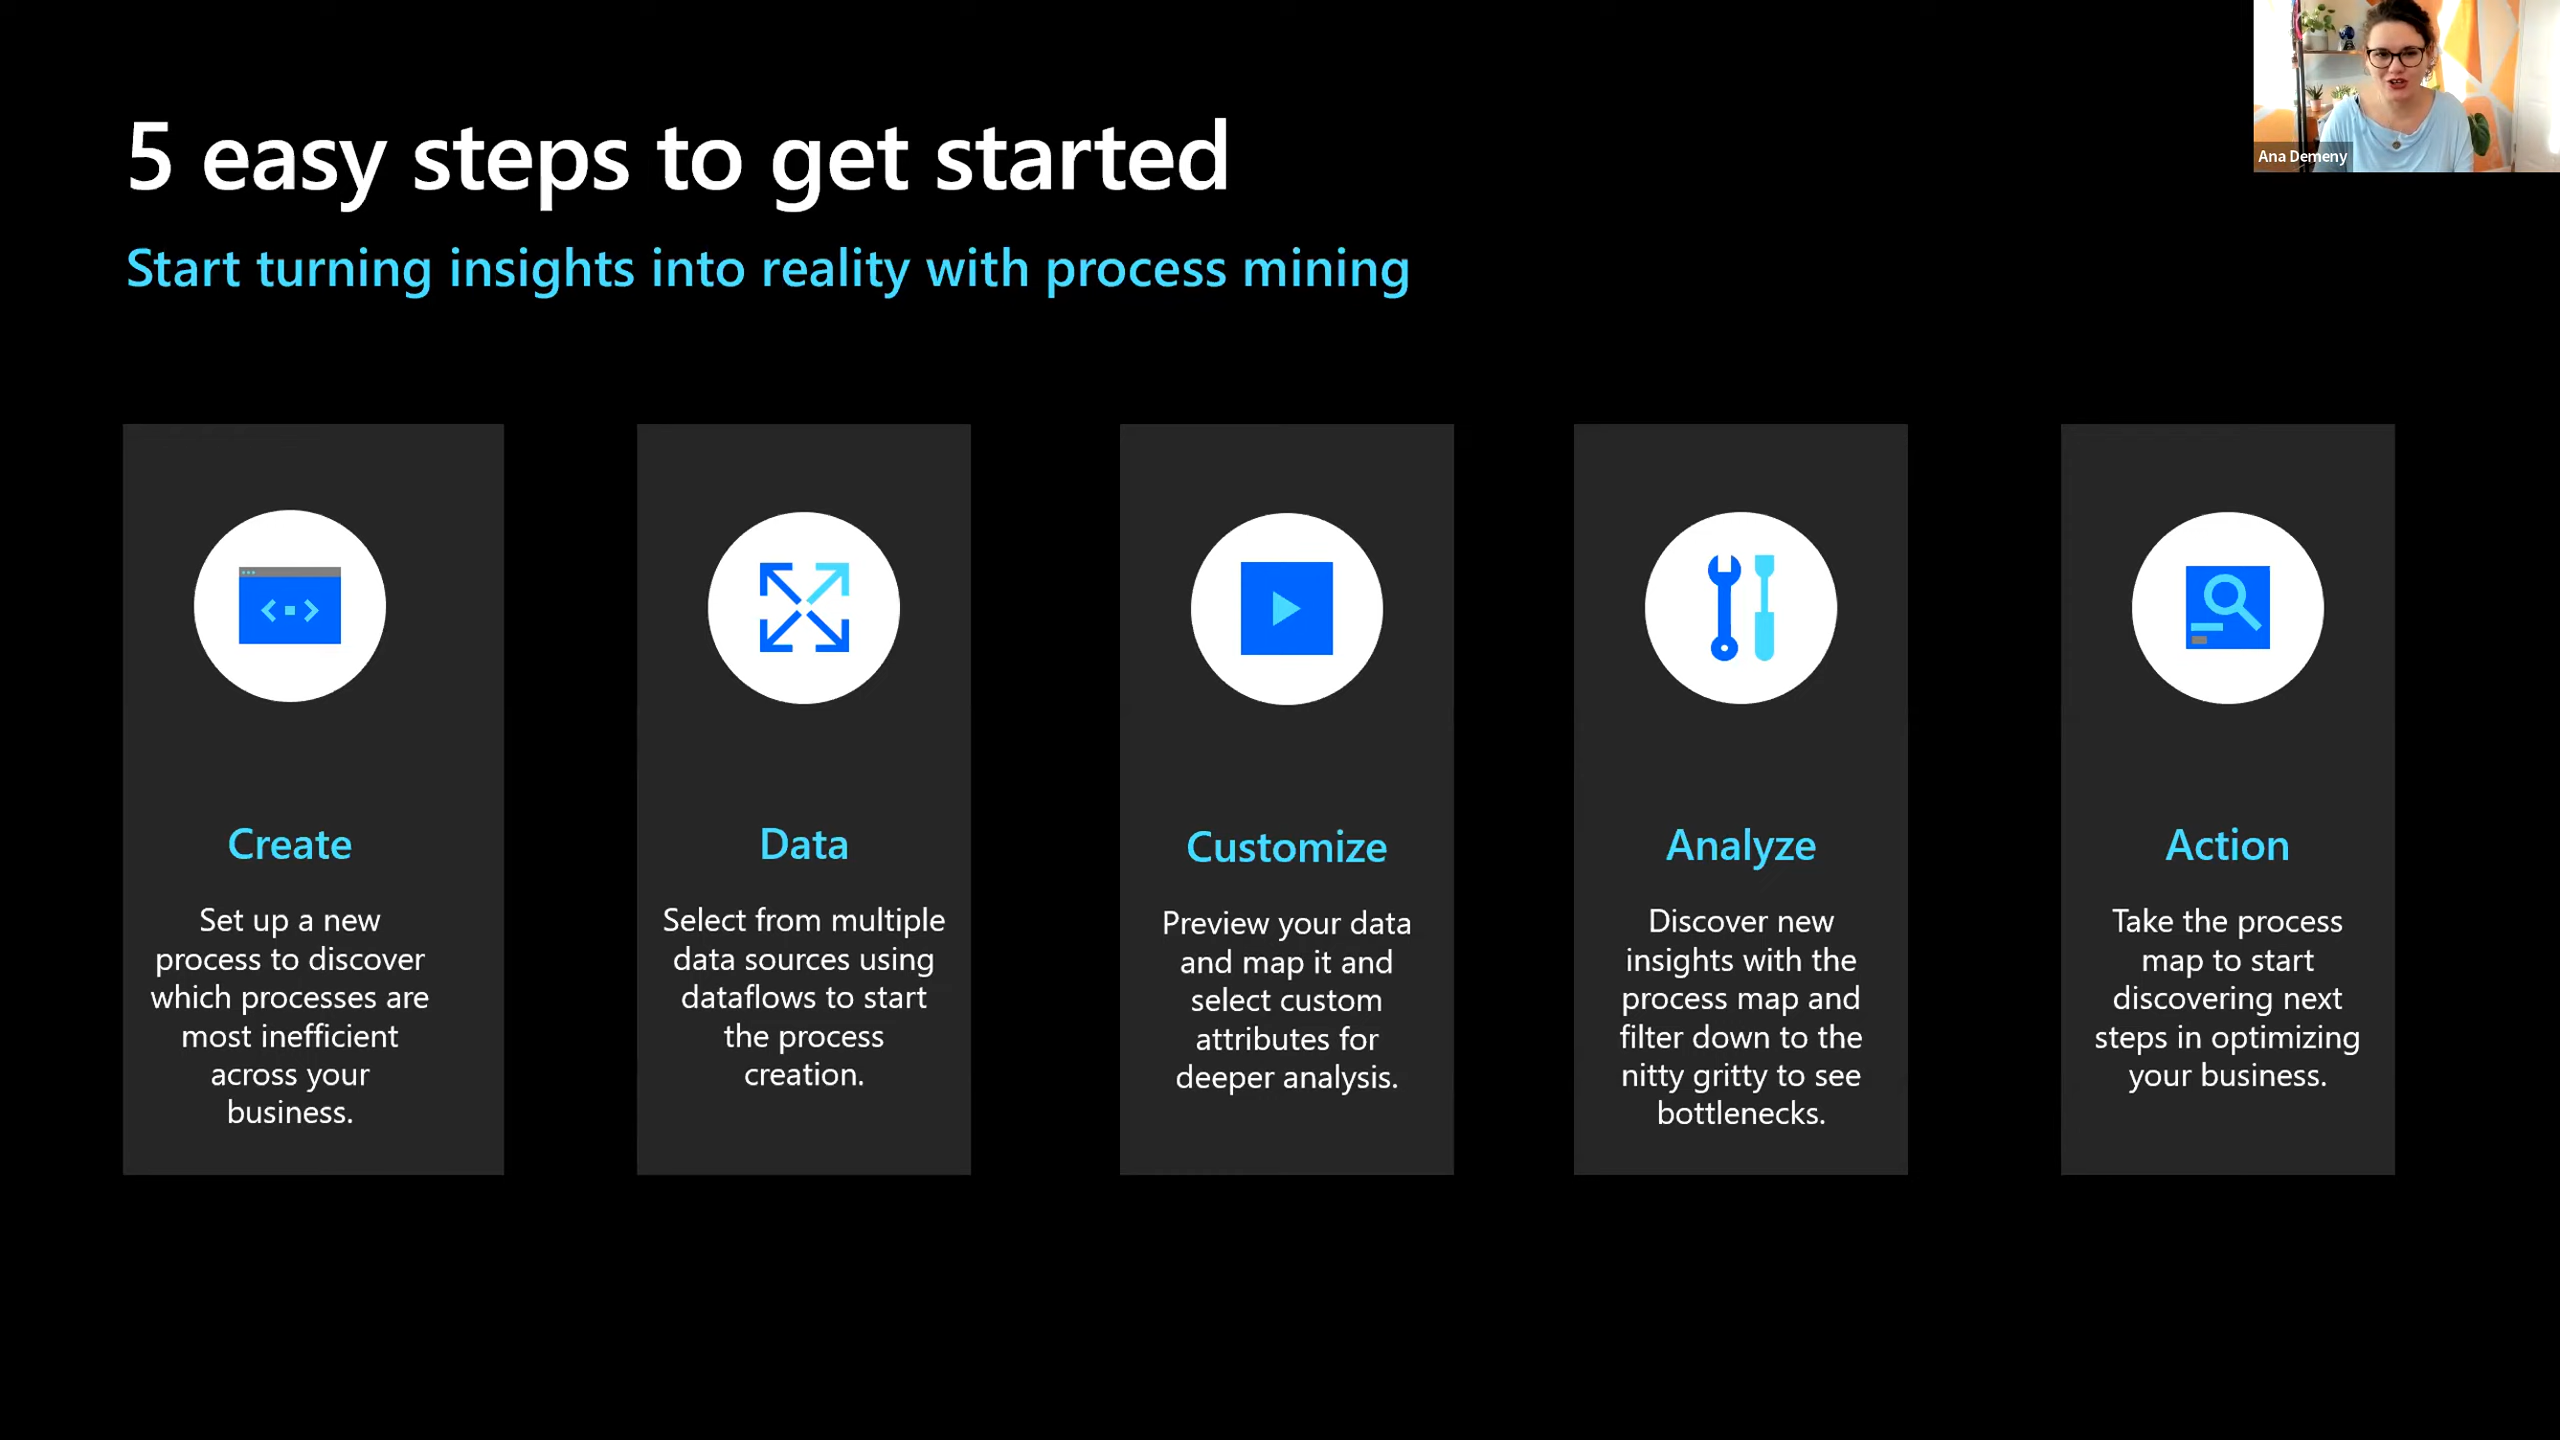 5 easy steps to get started
Start turning insights into reality with process mining
Ana Demeny
Create
Set up a new
process to discover
which processes are
most inefficient
across your
business.
Data
Select from multiple
data sources using
dataflows to start
the process
creation.
Customize
Preview your data
and map it and
select custom
attributes for
deeper analysis.
Analyze
Discover new
insights with the
process map and
filter down to the
nitty gritty to see
bottlenecks.
Action
Take the process
map to start
discovering next
steps in optimizing
your business.